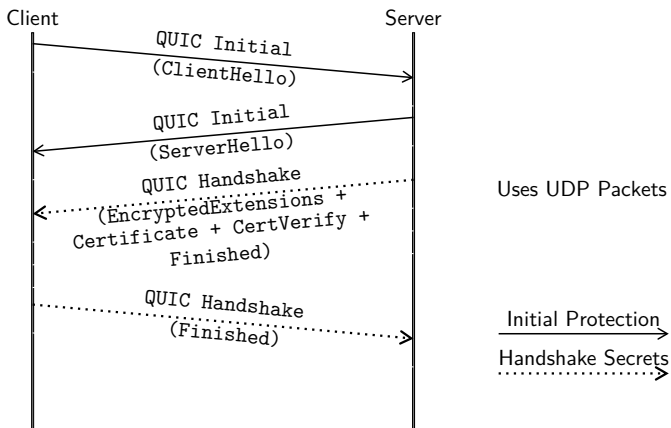 Client
Server
QUIC Initial
(ClientHello)
QUIC Initial
(ServerHello)
QUIC Handshake
(EncryptedExtensions +
Certificate + CertVerify +
Finished)
Uses UDP Packets
QUIC Handshake
(Finished)
Initial Protection
Handshake Secrets